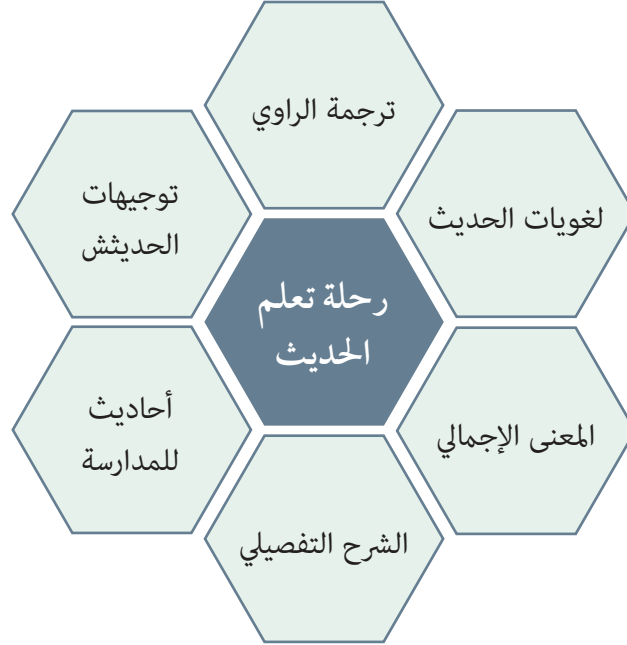 ترجمة الراوي
لغويات الحديث
توجيهات
الحديثش
رحلة تعلم
الحديث
المعنى الإجمالي
أحاديث
للمدارسة
الشرح التفصيلي